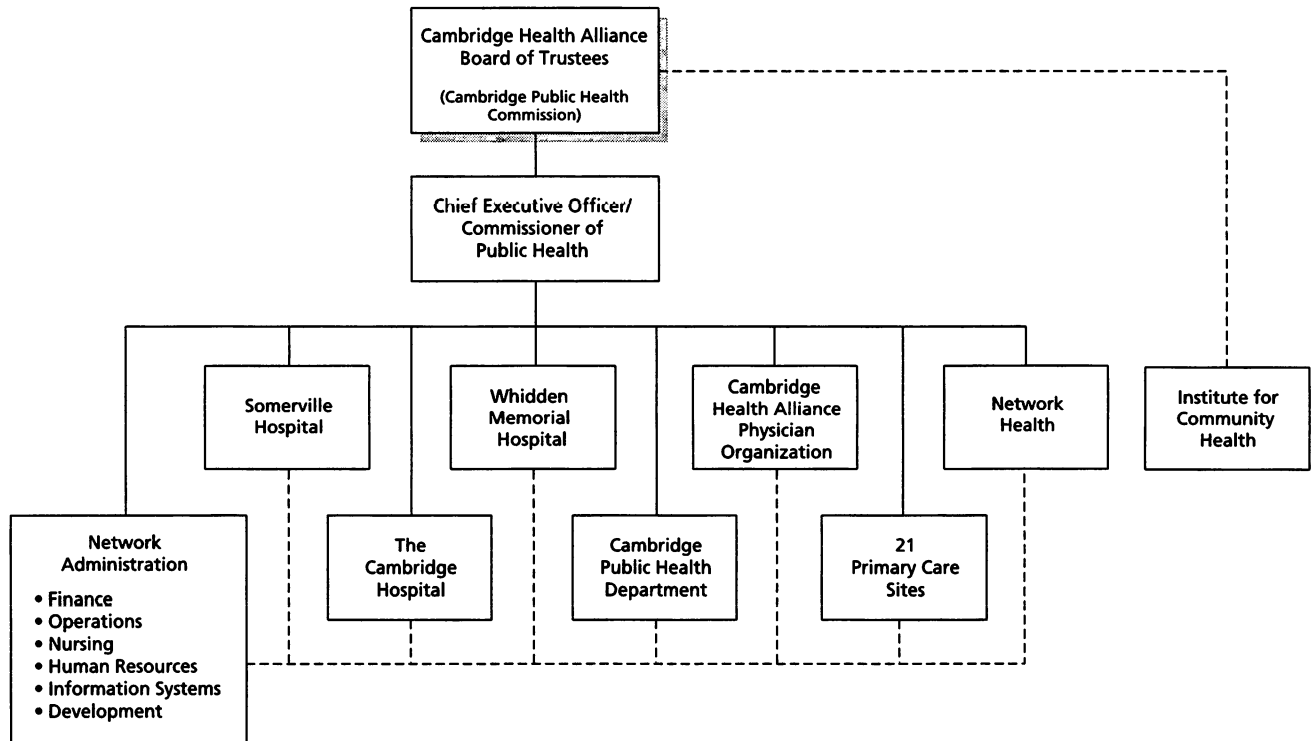 Cambridge Health Alliance
Board of Trustees
(Cambridge Public Health
Commission)
Chief Executive Officer/
Commissioner of
Public Health
Somerville
Hospital
Whidden
Memorial
Hospital
Cambridge
Health Alliance
Physician
Organization
Network
Health
Institute for
Community
Health
Network
Administration
• Finance
• Operations
• Nursing
• Human Resources
• Information Systems
• Development
The
Cambridge
Hospital
Cambridge
Public Health
Department
21
Primary Care
Sites